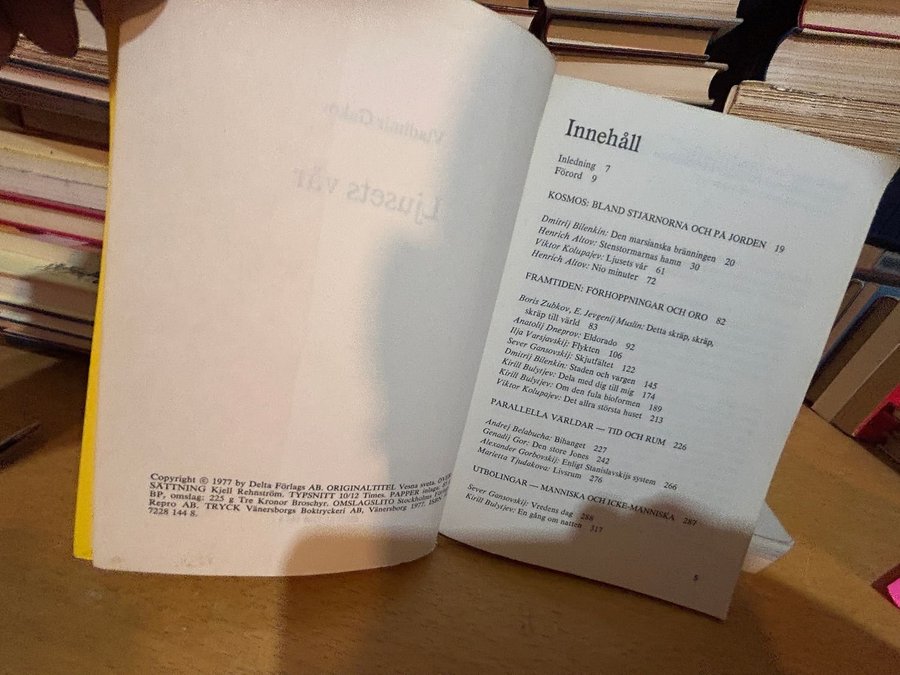 Vladimir Gakov
Ljusets vår
Copyright © 1977 by Delta Förlags AB. ORIGINALTITEL Vesna sveta.
SÄTTNING Kjell Rehnström. TYPSNITT 10/12 Times. PAPPER inlaga,
BP, omslag: 225 g Tre Kronor Broschyr. OMSLAGSLITO Stockholms
Repro AB. TRYCK Vänersborgs Boktryckeri AB, Vänersborg 1977.
7228 144 8.
Innehåll
Inledning 7
Förord 9
KOSMOS: BLAND STJÄRNORNA OCH PÅ JORDEN 19
Dmitrij Bilenkin: Den marsianska bränningen 20
Henrich Altov: Stenstormarnas hamn 30
Viktor Kolupajev: Ljusets vår 61
Henrich Altov: Nio minuter 72
FRAMTIDEN: FÖRHOPPNINGAR OCH ORO 82
Boris Zubkov, E. Jevgenij Muslin: Detta skräp, skräp,
skräp till värld 83
Anatolij Dneprov: Eldorado 92
Ilja Varsjavskij: Flykten 106
Sever Gansovskij: Skjutfältet 122
Dmitrij Bilenkin: Staden och vargen 145
Kirill Bulytjev: Dela med dig till mig 174
Kirill Bulytjev: Om den fula bioformen 189
Viktor Kolupajev: Det allra största huset 213
PARALLELLA VÄRLDAR — TID OCH RUM 226
Andrej Belabucha: Bihanget 227
Genadij Gor: Den store Jones 242
Alexander Gorbovskij: Enligt Stanislavskijs system 266
Marietta Tjudakova: Livsrum 276
UTBÖLINGAR — MÄNNISKA OCH ICKE-MÄNNISKA 287
Sever Gansovskij: Vredens dag 288
Kirill Bulytjev: En gång om natten 317
5